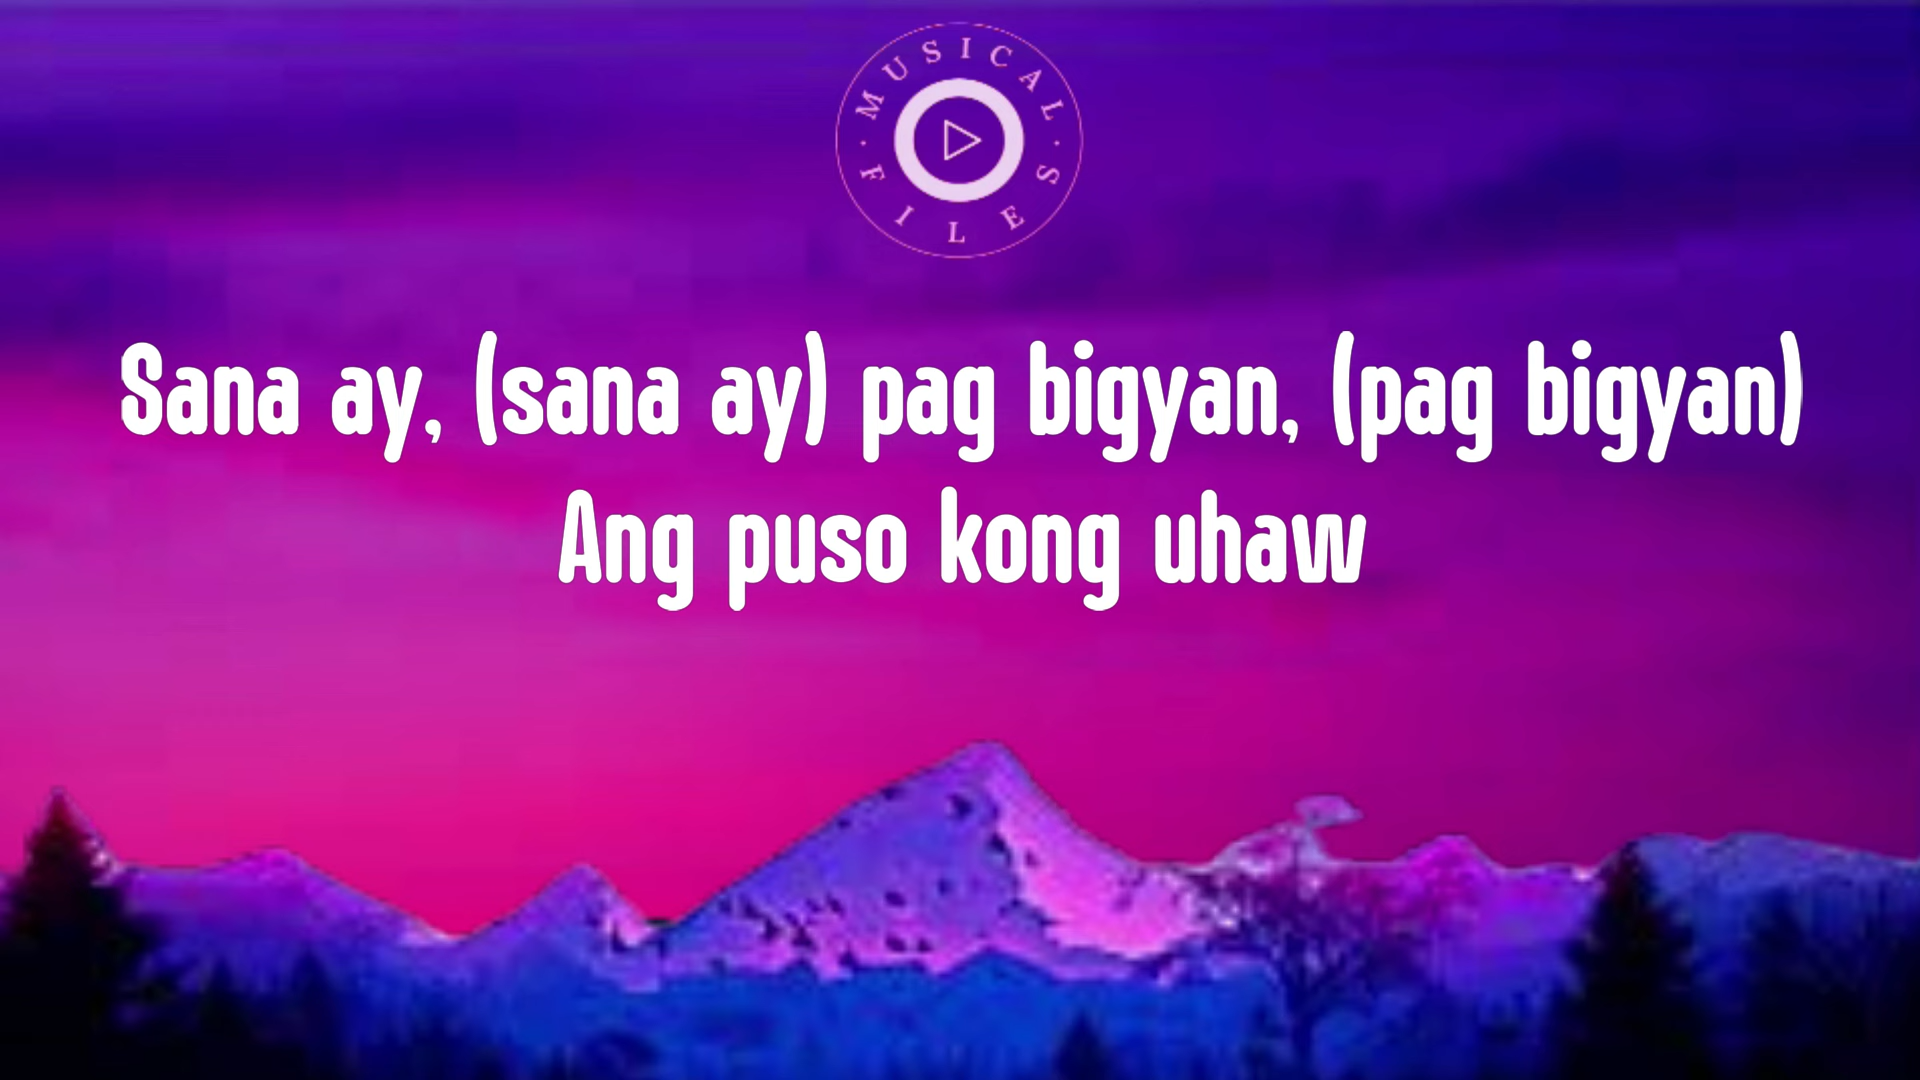 MUSICAL
FILES
Sana ay, (sana ay) pag bigyan, (pag bigyan)
Ang puso kong uhaw